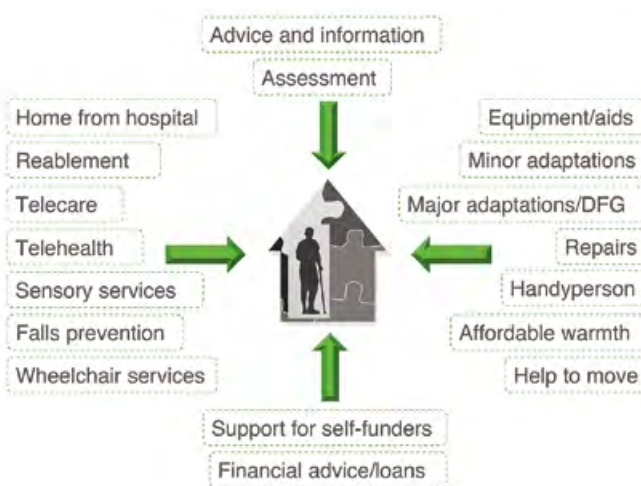 Advice and information
Assessment
Home from hospital
Reablement
Telecare
Telehealth
Sensory services
Falls prevention
Wheelchair services
Equipment/aids
Minor adaptations
Major adaptations/DFG
Repairs
Handyperson
Affordable warmth
Help to move
Support for self-funders
Financial advice/loans